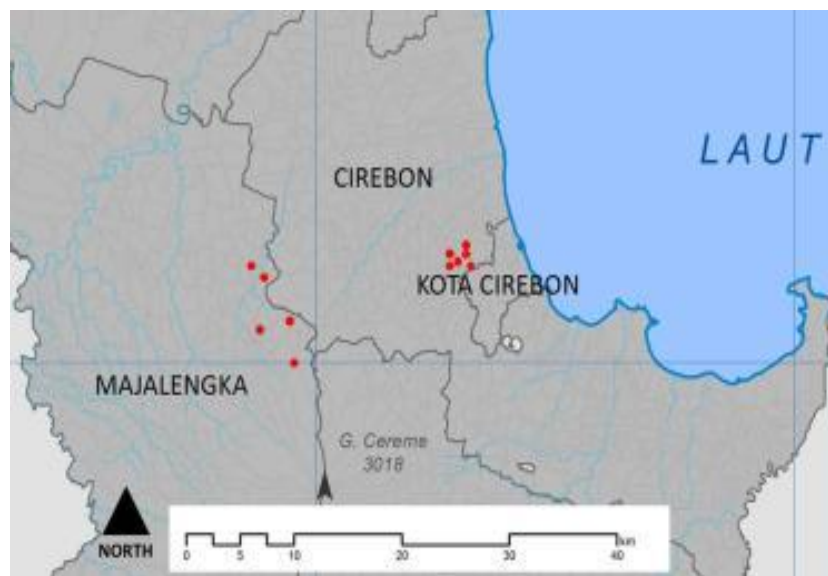 LAUT
CIREBON
KOTA CIREBON
MAJALENGKA
G. Cereme
3018
NORTH
0 5 10 20 30 40
km